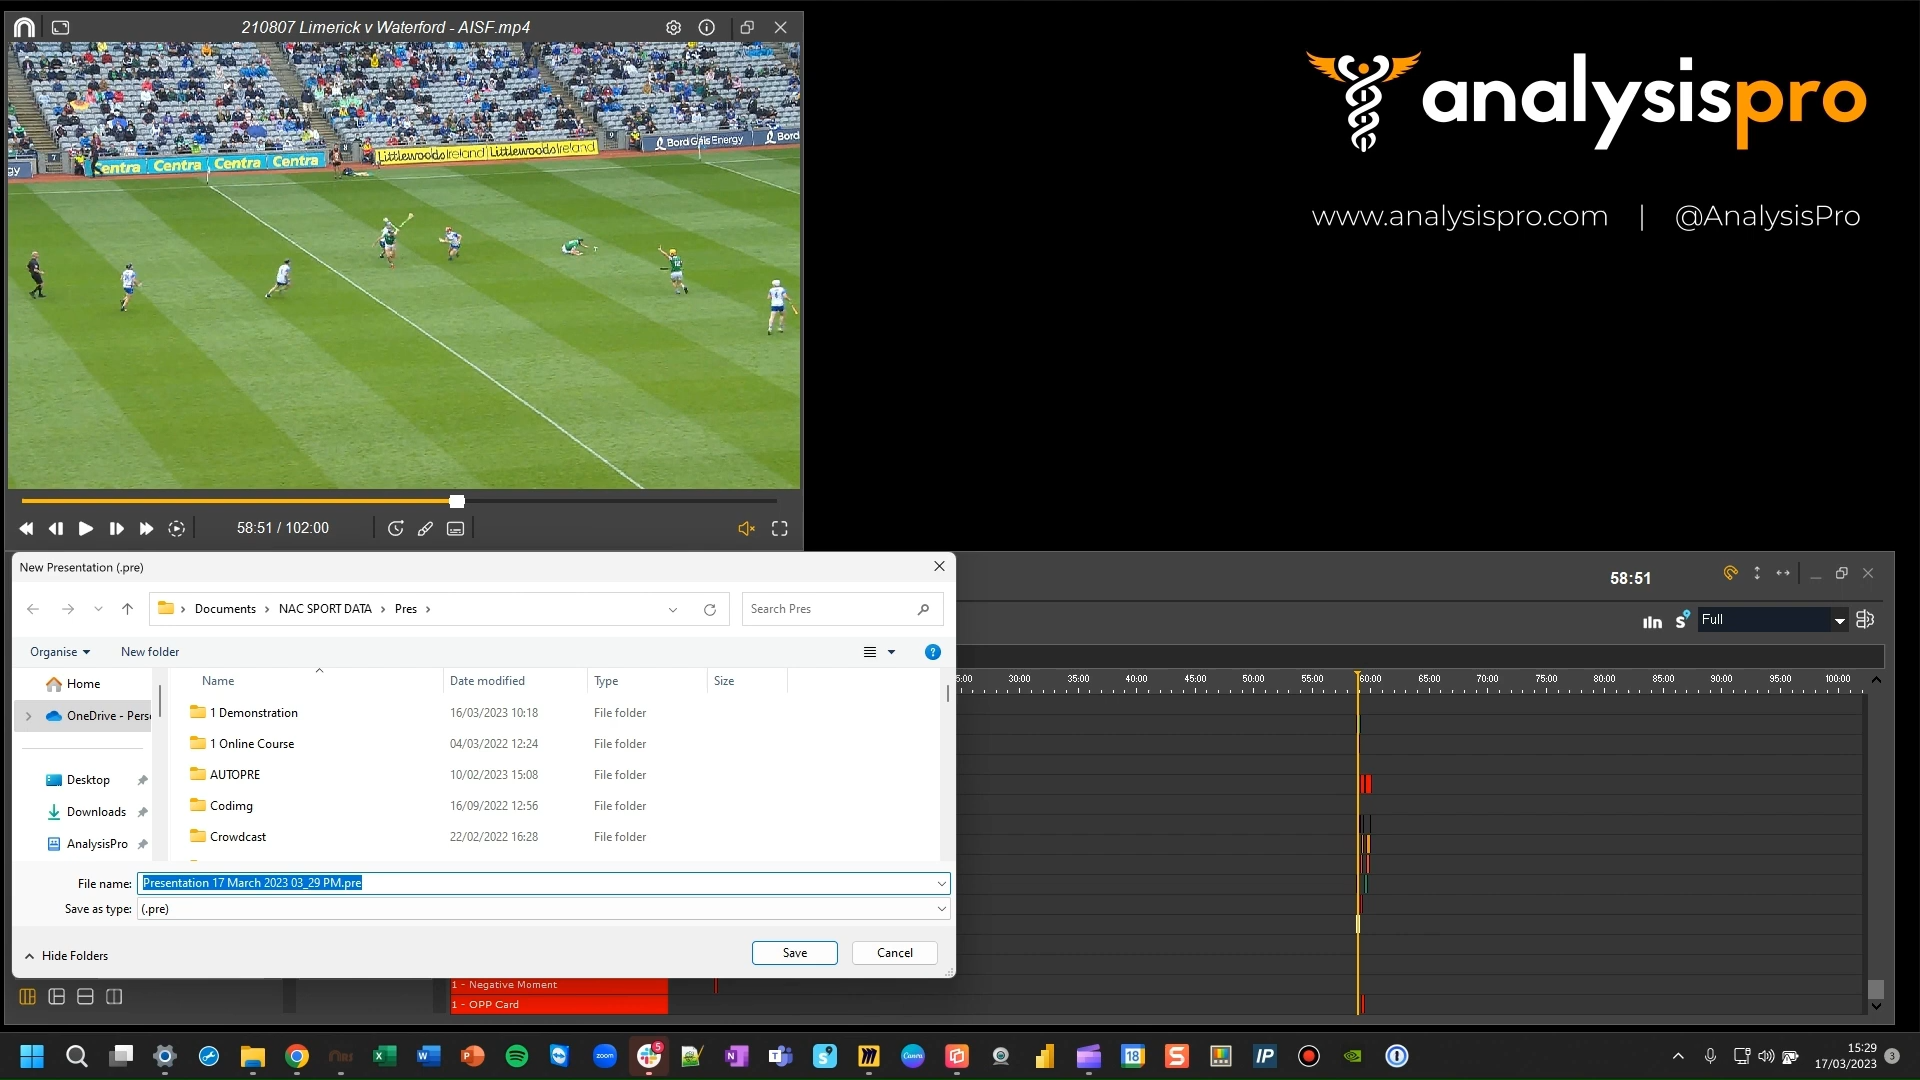 210807 Limerick v Waterford - AISF.mp4
Centra Centra Centra Centra
LittlewoodsIreland LittlewoodsIreland
Bord Gáis Energy
Bord
58:51 / 102:00
analysispro
www.analysispro.com | @AnalysisPro
New Presentation (.pre)
Documents > NAC SPORT DATA > Pres >
Search Pres
Organise
New folder
Name Date modified Type Size
Home
OneDrive - Pers
Desktop
Downloads
AnalysisPro
1 Demonstration 16/03/2023 10:18 File folder
1 Online Course 04/03/2022 12:24 File folder
AUTOPRE 10/02/2023 15:08 File folder
Codimg 16/09/2022 12:56 File folder
Crowdcast 22/02/2022 16:28 File folder
File name: Presentation 17 March 2023 03_29 PM.pre
Save as type: (.pre)
Hide Folders
Save
Cancel
58:51
Full
5:00 30:00 35:00 40:00 45:00 50:00 55:00 60:00 65:00 70:00 75:00 80:00 85:00 90:00 95:00 100:00
1 - Negative Moment
1 - OPP Card
5
zoom
Canva
18
IP
15:29
17/03/2023
3